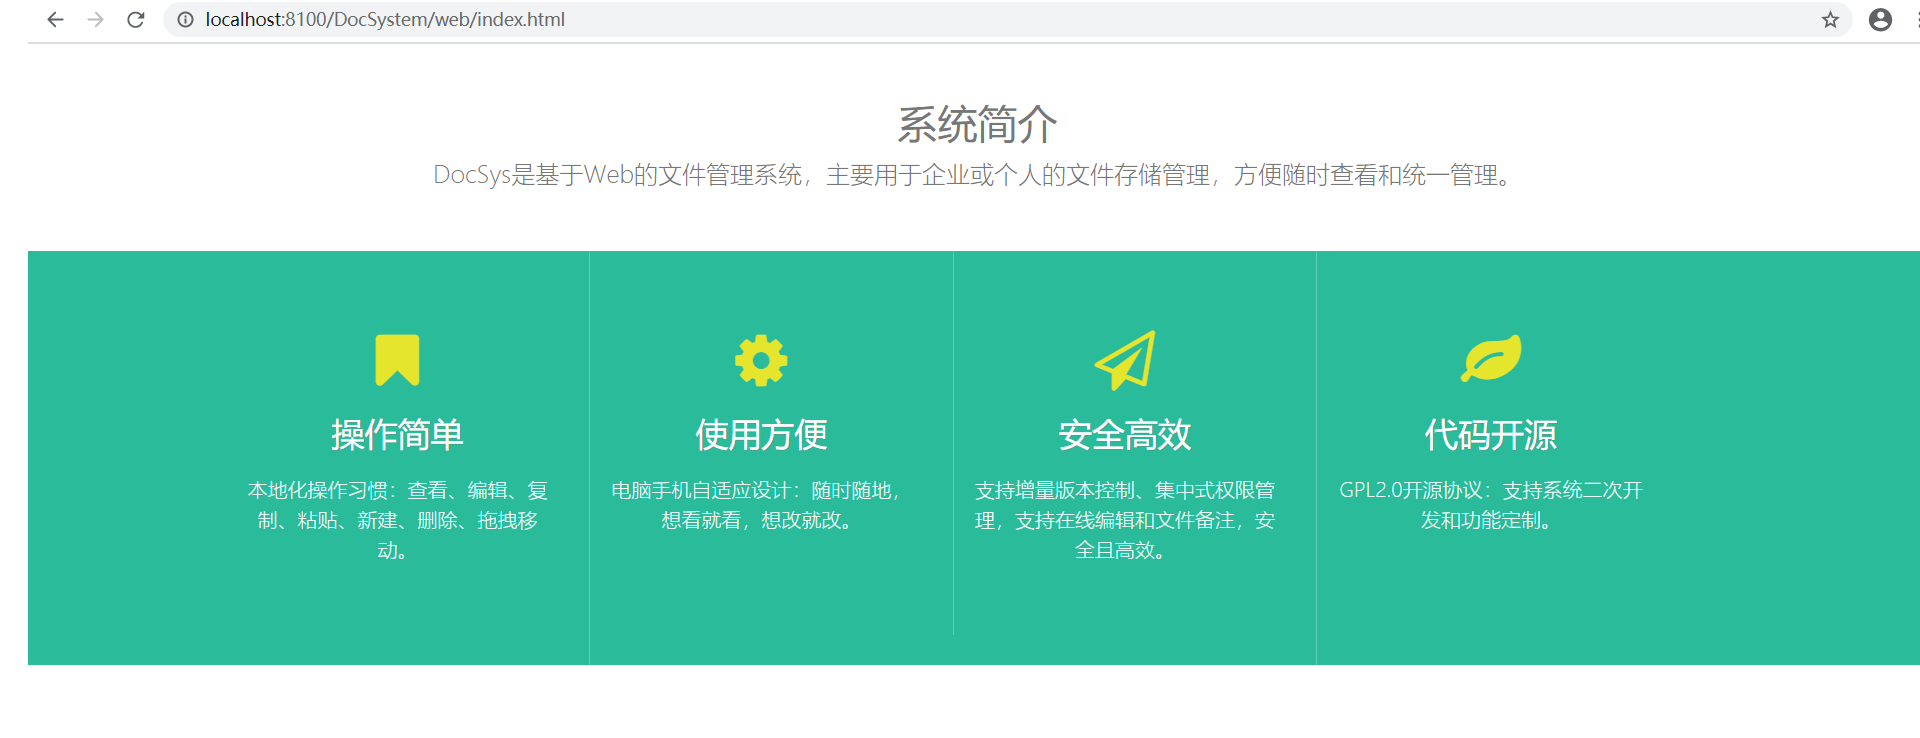 localhost:8100/DocSystem/web/index.html
系统简介
DocSys是基于Web的文件管理系统，主要用于企业或个人的文件存储管理，方便随时查看和统一管理。
操作简单
本地化操作习惯：查看、编辑、复
制、粘贴、新建、删除、拖拽移
动。
使用方便
电脑手机自适应设计：随时随地，
想看就看，想改就改。
安全高效
支持增量版本控制、集中式权限管
理，支持在线编辑和文件备注，安
全且高效。
代码开源
GPL2.0开源协议：支持系统二次开
发和功能定制。